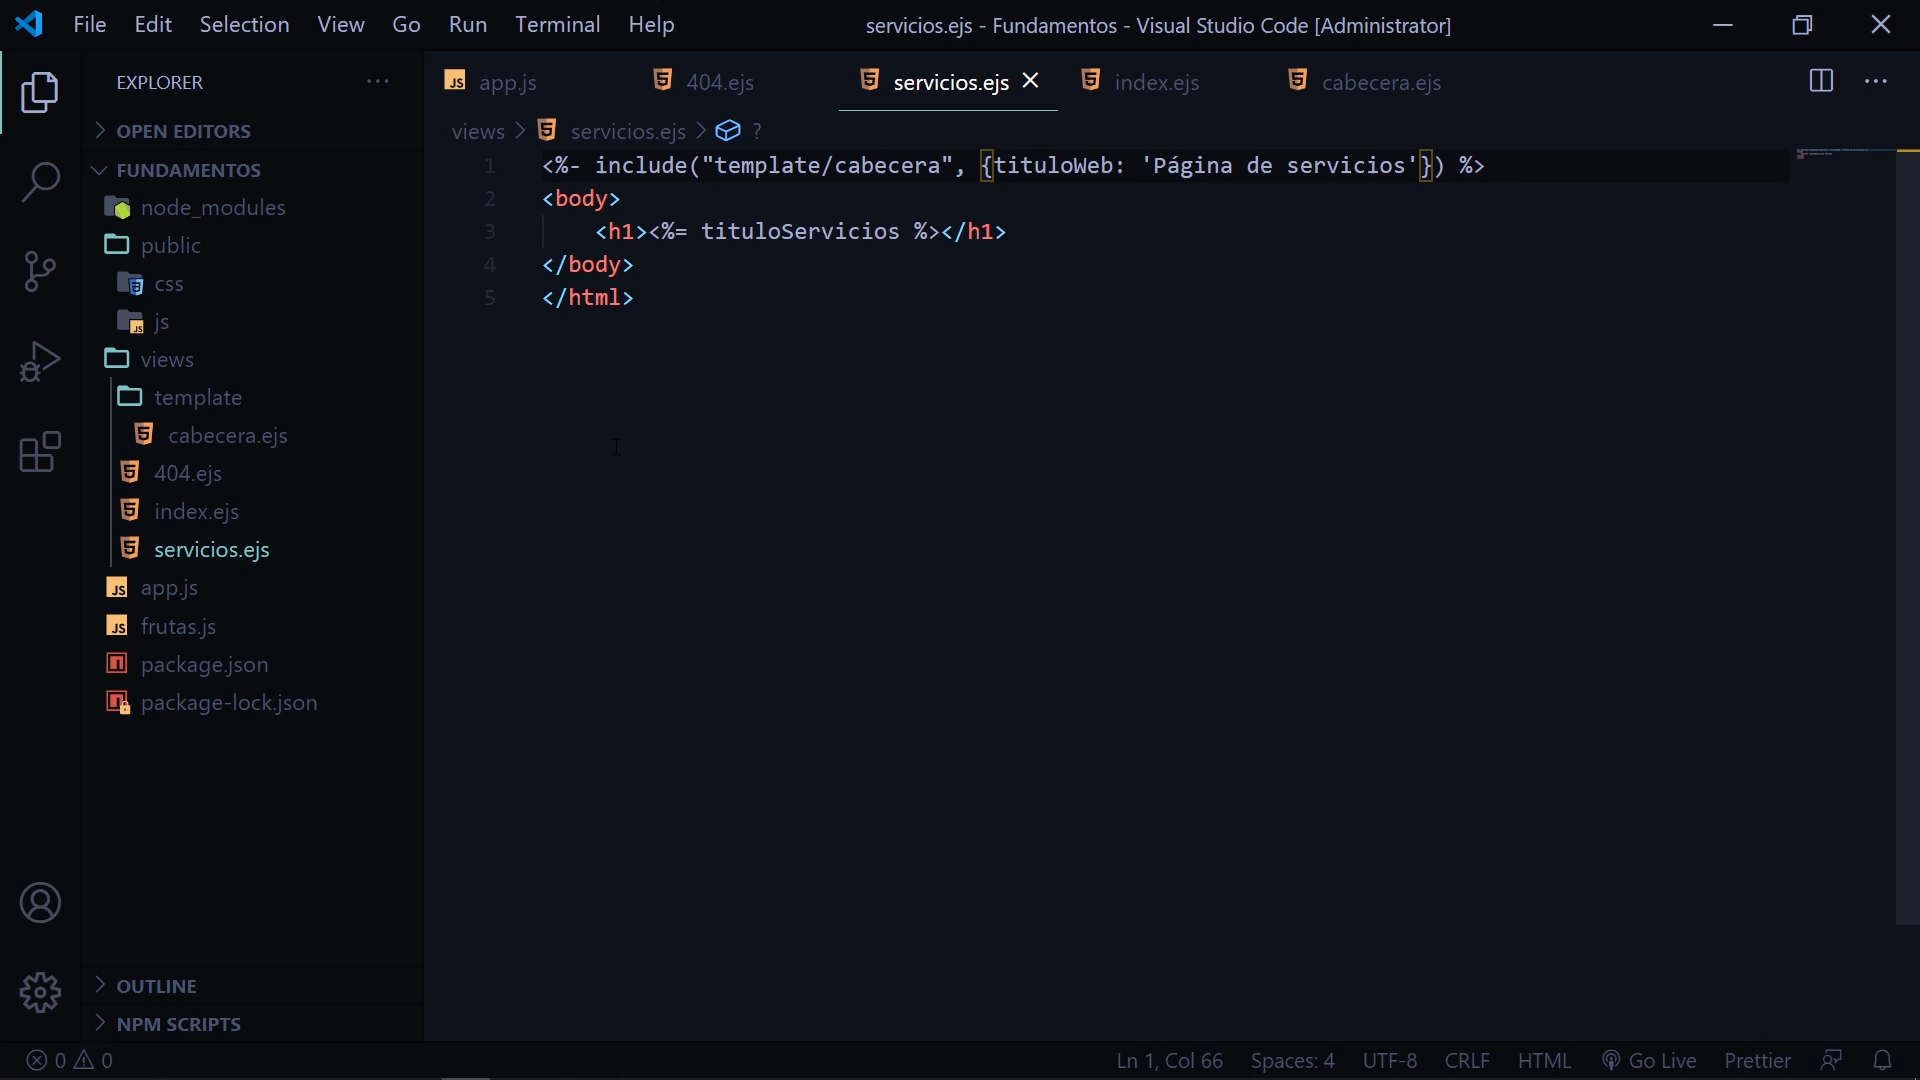 File Edit Selection View Go Run Terminal Help
servicios.ejs - Fundamentos - Visual Studio Code [Administrator]
EXPLORER
OPEN EDITORS
FUNDAMENTOS
node_modules
public
css
js
views
template
cabecera.ejs
404.ejs
index.ejs
servicios.ejs
app.js
frutas.js
package.json
package-lock.json
OUTLINE
NPM SCRIPTS
app.js 404.ejs servicios.ejs index.ejs cabecera.ejs
views > servicios.ejs > ?
1 <%- include("template/cabecera", {tituloWeb: 'Página de servicios'}) %>
2 <body>
3 <h1><%= tituloServicios %></h1>
4 </body>
5 </html>
0 0
Ln 1, Col 66 Spaces: 4 UTF-8 CRLF HTML Go Live Prettier